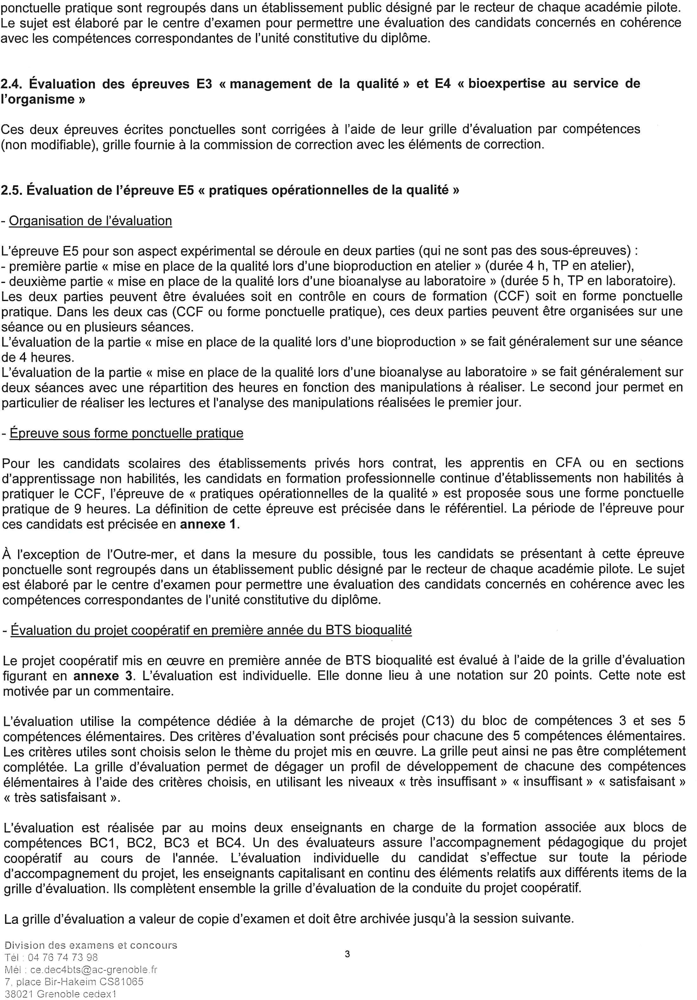 ponctuelle pratique sont regroupés dans un établissement public désigné par le recteur de chaque académie pilote.
Le sujet est élaboré par le centre d'examen pour permettre une évaluation des candidats concernés en cohérence
avec les compétences correspondantes de l'unité constitutive du diplôme.
2.4. Évaluation des épreuves E3 « management de la qualité » et E4 « bioexpertise au service de
l'organisme »
Ces deux épreuves écrites ponctuelles sont corrigées à l'aide de leur grille d'évaluation par compétences
(non modifiable), grille fournie à la commission de correction avec les éléments de correction.
2.5. Évaluation de l'épreuve E5 « pratiques opérationnelles de la qualité »
- Organisation de l'évaluation
L'épreuve E5 pour son aspect expérimental se déroule en deux parties (qui ne sont pas des sous-épreuves) :
- première partie « mise en place de la qualité lors d'une bioproduction en atelier » (durée 4 h, TP en atelier),
- deuxième partie « mise en place de la qualité lors d'une bioanalyse au laboratoire » (durée 5 h, TP en laboratoire).
Les deux parties peuvent être évaluées soit en contrôle en cours de formation (CCF) soit en forme ponctuelle
pratique. Dans les deux cas (CCF ou forme ponctuelle pratique), ces deux parties peuvent être organisées sur une
séance ou en plusieurs séances.
L'évaluation de la partie « mise en place de la qualité lors d'une bioproduction » se fait généralement sur une séance
de 4 heures.
L'évaluation de la partie « mise en place de la qualité lors d'une bioanalyse au laboratoire » se fait généralement sur
deux séances avec une répartition des heures en fonction des manipulations à réaliser. Le second jour permet en
particulier de réaliser les lectures et l'analyse des manipulations réalisées le premier jour.
- Épreuve sous forme ponctuelle pratique
Pour les candidats scolaires des établissements privés hors contrat, les apprentis en CFA ou en sections
d'apprentissage non habilités, les candidats en formation professionnelle continue d'établissements non habilités à
pratiquer le CCF, l'épreuve de « pratiques opérationnelles de la qualité » est proposée sous une forme ponctuelle
pratique de 9 heures. La définition de cette épreuve est précisée dans le référentiel. La période de l'épreuve pour
ces candidats est précisée en annexe 1.
À l'exception de l'Outre-mer, et dans la mesure du possible, tous les candidats se présentant à cette épreuve
ponctuelle sont regroupés dans un établissement public désigné par le recteur de chaque académie pilote. Le sujet
est élaboré par le centre d'examen pour permettre une évaluation des candidats concernés en cohérence avec les
compétences correspondantes de l'unité constitutive du diplôme.
- Évaluation du projet coopératif en première année du BTS bioqualité
Le projet coopératif mis en œuvre en première année de BTS bioqualité est évalué à l'aide de la grille d'évaluation
figurant en annexe 3. L'évaluation est individuelle. Elle donne lieu à une notation sur 20 points. Cette note est
motivée par un commentaire.
L'évaluation utilise la compétence dédiée à la démarche de projet (C13) du bloc de compétences 3 et ses 5
compétences élémentaires. Des critères d'évaluation sont précisés pour chacune des 5 compétences élémentaires.
Les critères utiles sont choisis selon le thème du projet mis en œuvre. La grille peut ainsi ne pas être complétement
complétée. La grille d'évaluation permet de dégager un profil de développement de chacune des compétences
élémentaires à l'aide des critères choisis, en utilisant les niveaux « très insuffisant » « insuffisant » « satisfaisant »
« très satisfaisant ».
L'évaluation est réalisée par au moins deux enseignants en charge de la formation associée aux blocs de
compétences BC1, BC2, BC3 et BC4. Un des évaluateurs assure l'accompagnement pédagogique du projet
coopératif au cours de l'année. L'évaluation individuelle du candidat s'effectue sur toute la période
d'accompagnement du projet, les enseignants capitalisant en continu des éléments relatifs aux différents items de la
grille d'évaluation. Ils complètent ensemble la grille d'évaluation de la conduite du projet coopératif.
La grille d'évaluation a valeur de copie d'examen et doit être archivée jusqu'à la session suivante.
Division des examens et concours
Tél : 04 76 74 73 98
Mél : ce.dec4bts@ac-grenoble.fr
7, place Bir-Hakeim CS81065
38021 Grenoble cedex1
3